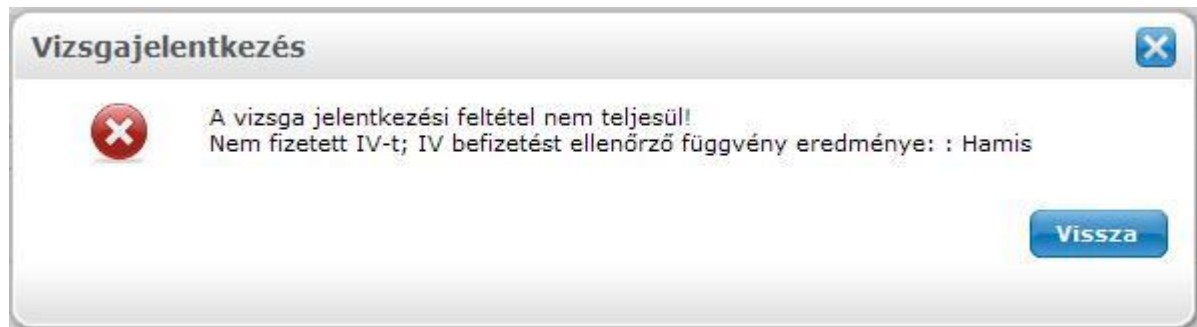 Vizsgajelentkezés
A vizsga jelentkezési feltétel nem teljesül!
Nem fizetett IV-t; IV befizetést ellenőrző függvény eredménye: : Hamis
Vissza